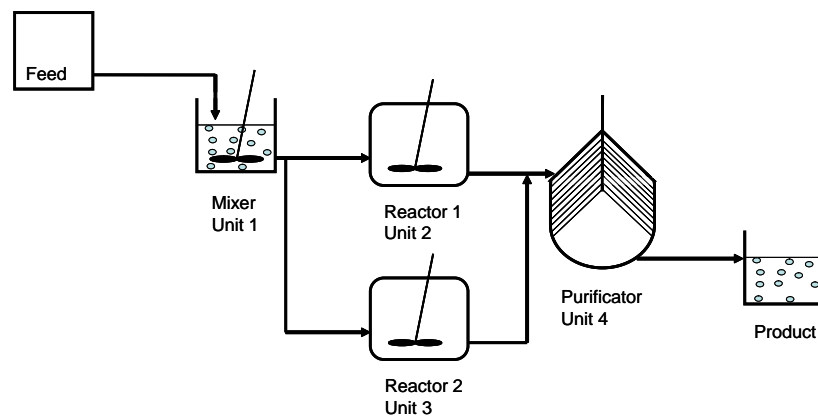 Feed
Mixer
Unit 1
Reactor 1
Unit 2
Reactor 2
Unit 3
Purificator
Unit 4
Product